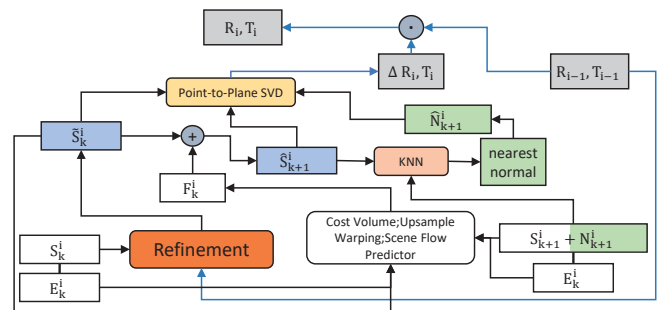 R_i, T_i
Δ R_i, T_i
R_{i−1}, T_{i−1}
Point-to-Plane SVD
N̂^i_{k+1}
S̃^i_k
+
Ŝ^i_{k+1}
KNN
nearest
normal
F^i_k
Cost Volume;Upsample
Warping;Scene Flow
Predictor
S^i_{k+1} + N^i_{k+1}
S^i_k
Refinement
E^i_k
E^i_k